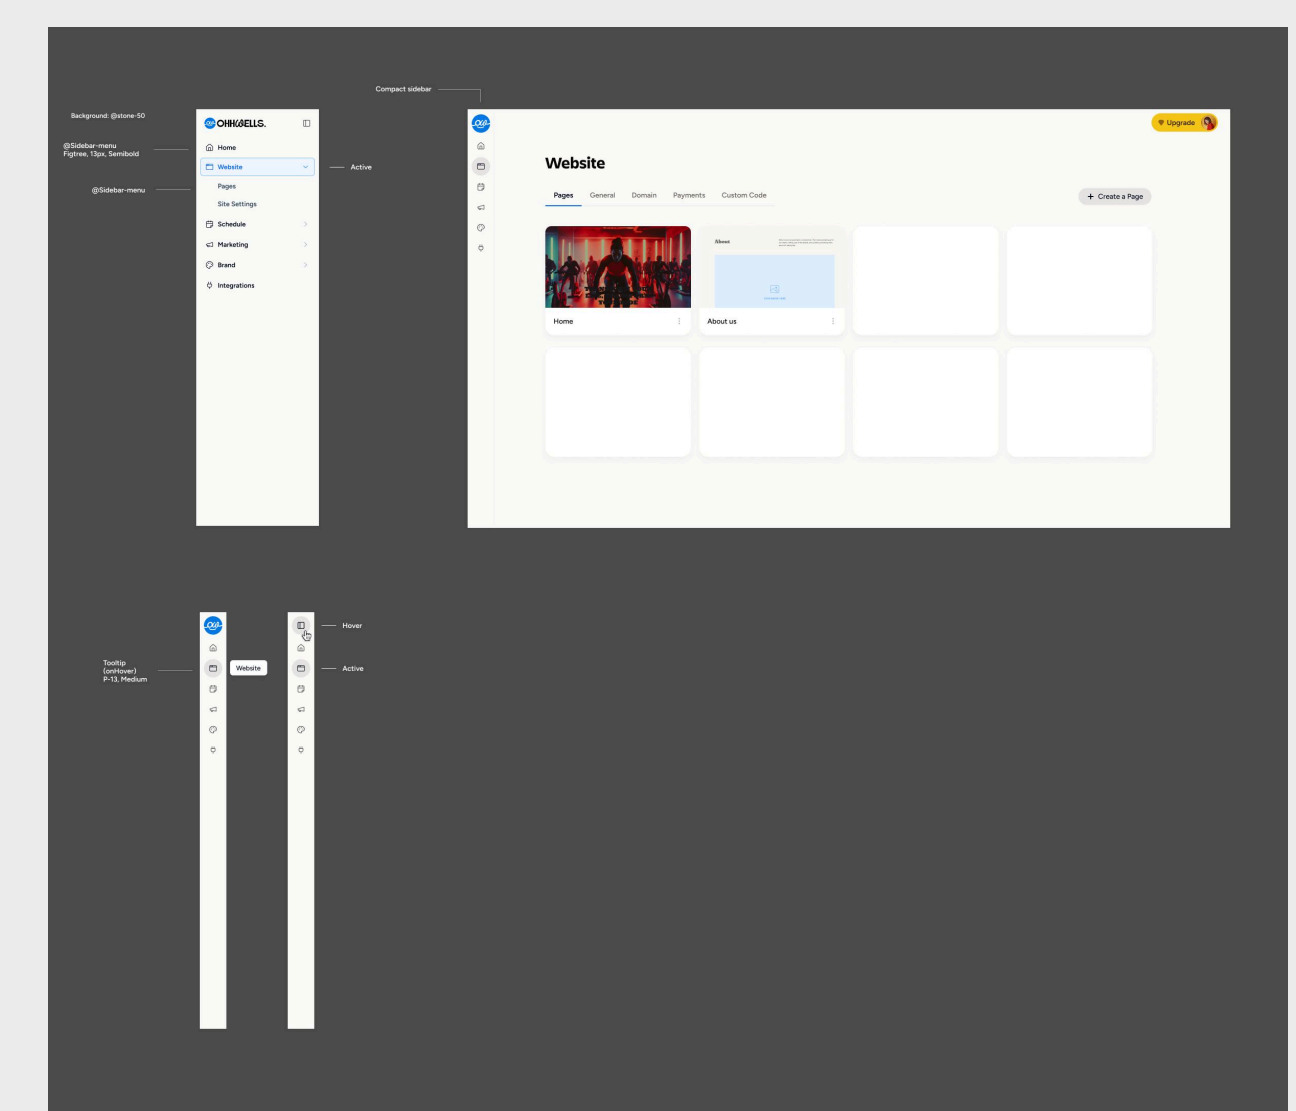 Compact sidebar
Background: @stone-50
OHHWELLS.
@Sidebar-menu
Figtree, 13px, Semibold
Home
Website
Active
@Sidebar-menu
Pages
Site Settings
Schedule
Marketing
Brand
Integrations
Upgrade
Website
Pages
General
Domain
Payments
Custom Code
+ Create a Page
About
Home
About us
Hover
Tooltip
(onHover)
P-13, Medium
Website
Active